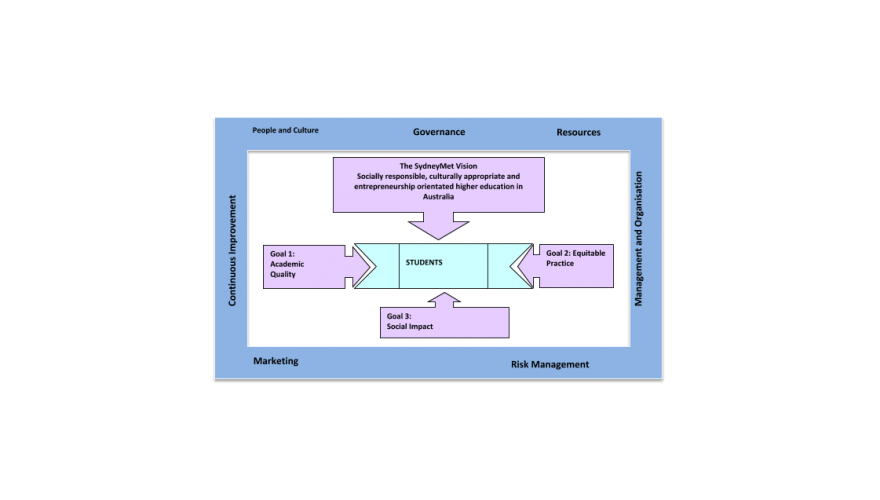 People and Culture
Governance
Resources
The SydneyMet Vision
Socially responsible, culturally appropriate and
entrepreneurship orientated higher education in
Australia
Continuous Improvement
Management and Organisation
Goal 1:
Academic
Quality
STUDENTS
Goal 2: Equitable
Practice
Goal 3:
Social Impact
Marketing
Risk Management